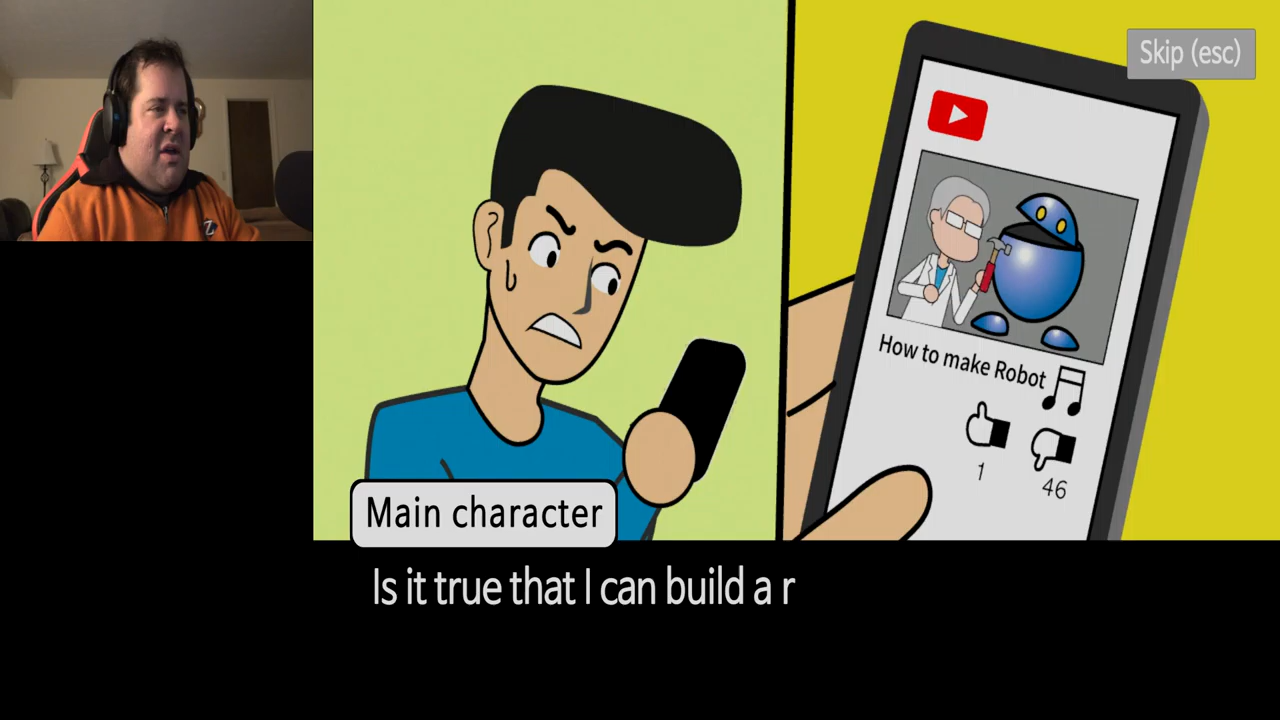 Skip (esc)
How to make Robot
1
46
Main character
Is it true that I can build a r